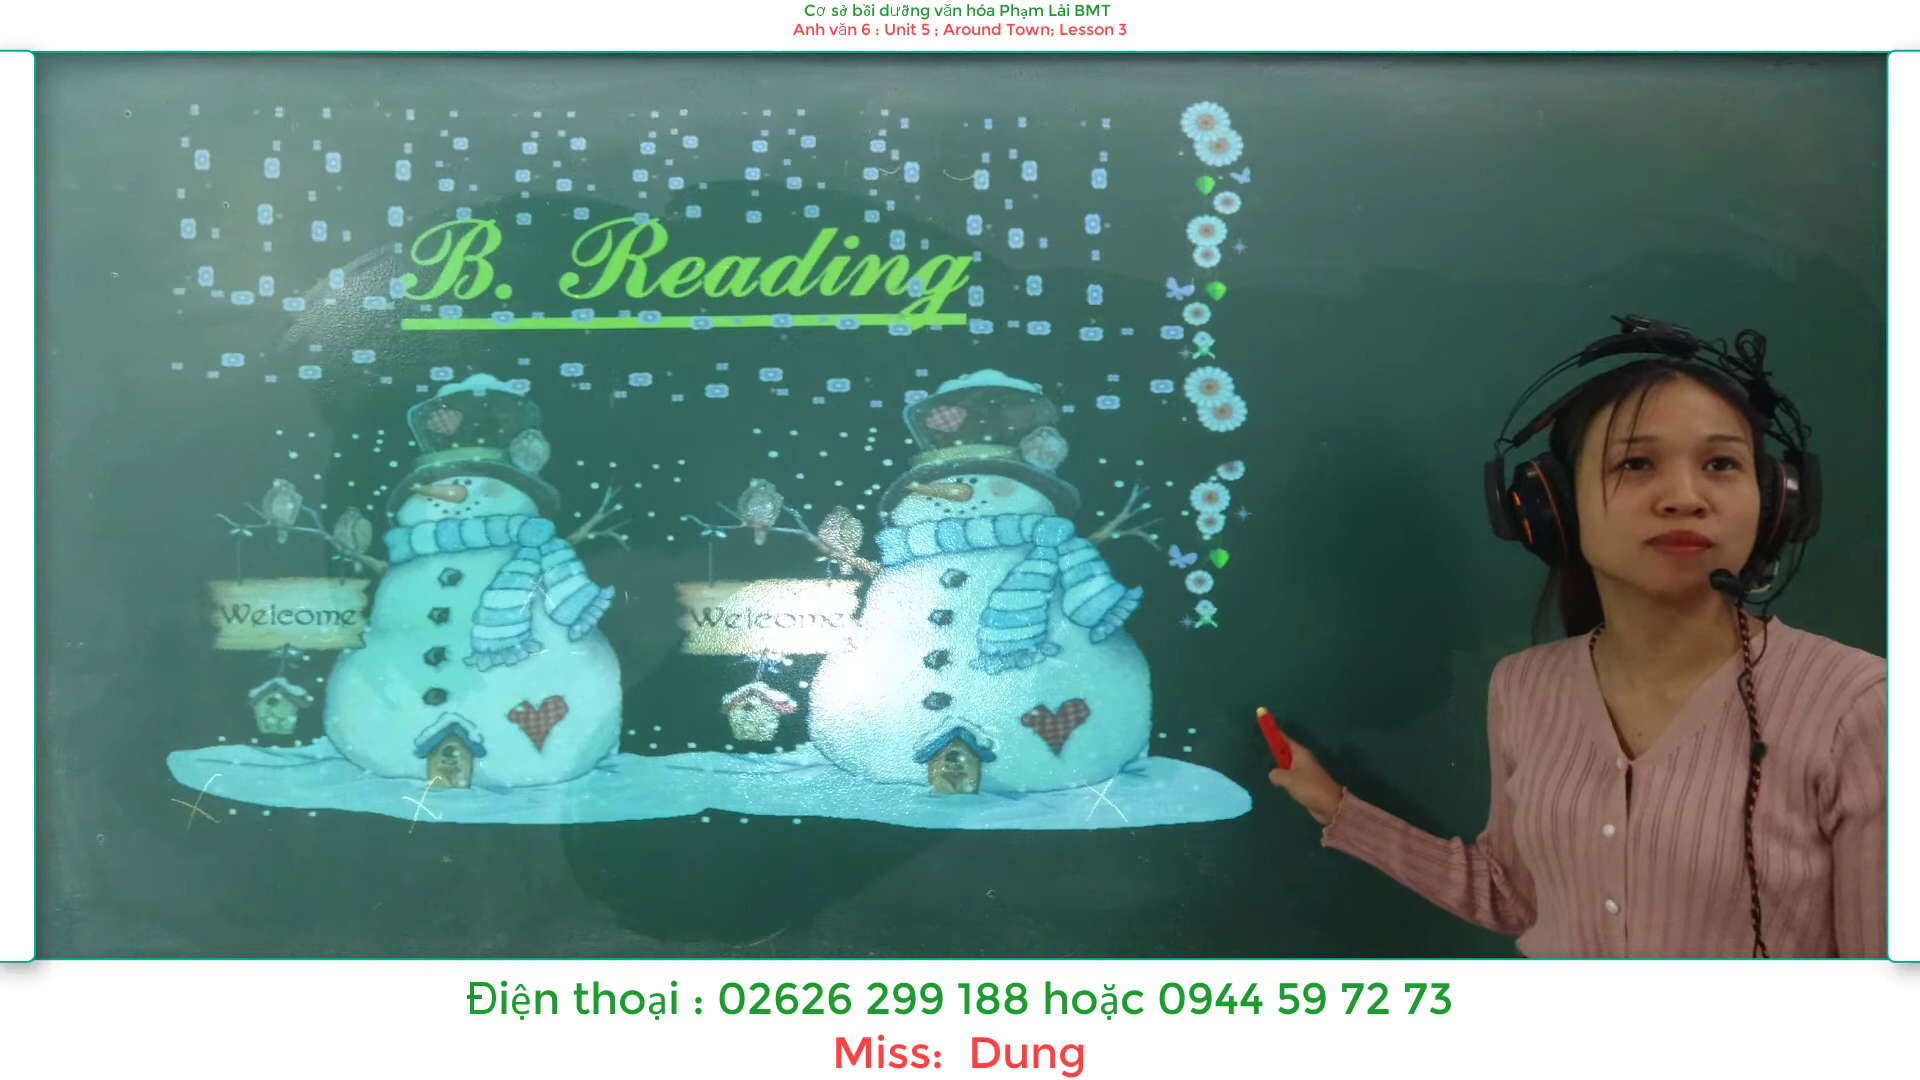 Cơ sở bồi dưỡng văn hóa Phạm Lài BMT
Anh văn 6 : Unit 5 ; Around Town; Lesson 3
B. Reading
Welcome
Welcome
Điện thoại : 02626 299 188 hoặc 0944 59 72 73
Miss: Dung